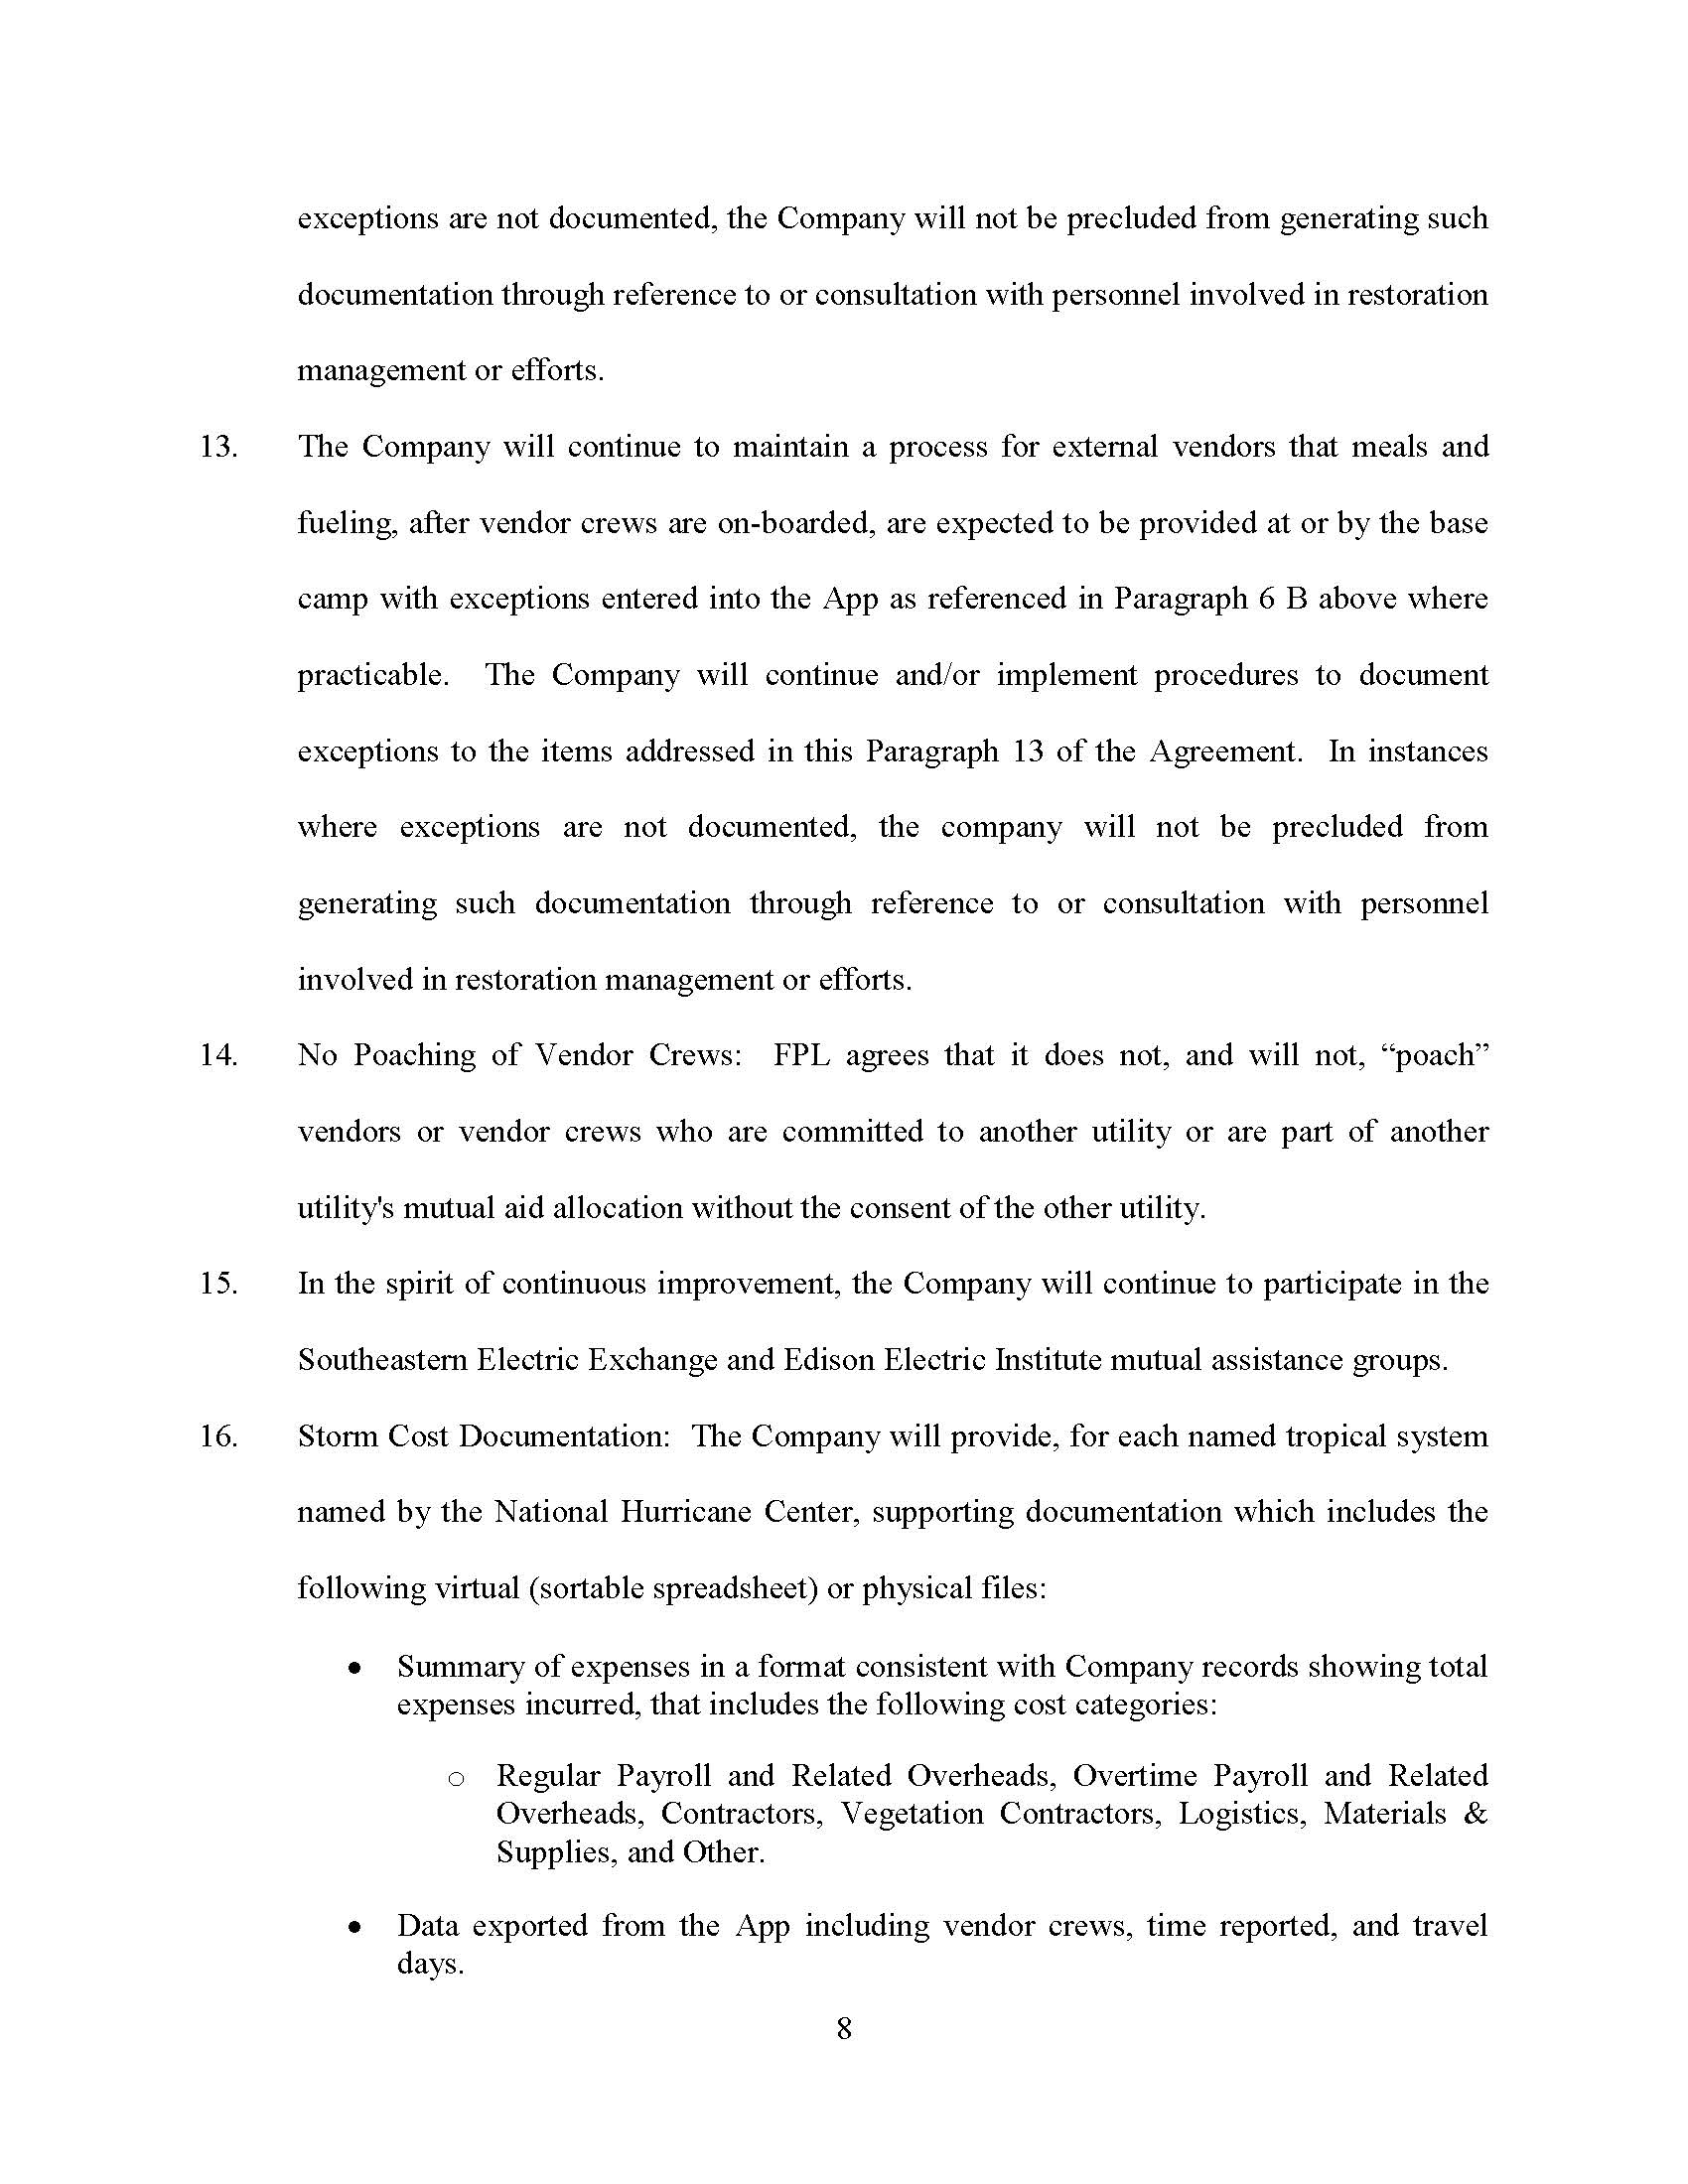 exceptions are not documented, the Company will not be precluded from generating such
documentation through reference to or consultation with personnel involved in restoration
management or efforts.
13. The Company will continue to maintain a process for external vendors that meals and
fueling, after vendor crews are on-boarded, are expected to be provided at or by the base
camp with exceptions entered into the App as referenced in Paragraph 6 B above where
practicable. The Company will continue and/or implement procedures to document
exceptions to the items addressed in this Paragraph 13 of the Agreement. In instances
where exceptions are not documented, the company will not be precluded from
generating such documentation through reference to or consultation with personnel
involved in restoration management or efforts.
14. No Poaching of Vendor Crews: FPL agrees that it does not, and will not, “poach”
vendors or vendor crews who are committed to another utility or are part of another
utility's mutual aid allocation without the consent of the other utility.
15. In the spirit of continuous improvement, the Company will continue to participate in the
Southeastern Electric Exchange and Edison Electric Institute mutual assistance groups.
16. Storm Cost Documentation: The Company will provide, for each named tropical system
named by the National Hurricane Center, supporting documentation which includes the
following virtual (sortable spreadsheet) or physical files:
• Summary of expenses in a format consistent with Company records showing total
expenses incurred, that includes the following cost categories:
o Regular Payroll and Related Overheads, Overtime Payroll and Related
Overheads, Contractors, Vegetation Contractors, Logistics, Materials &
Supplies, and Other.
• Data exported from the App including vendor crews, time reported, and travel
days.
8